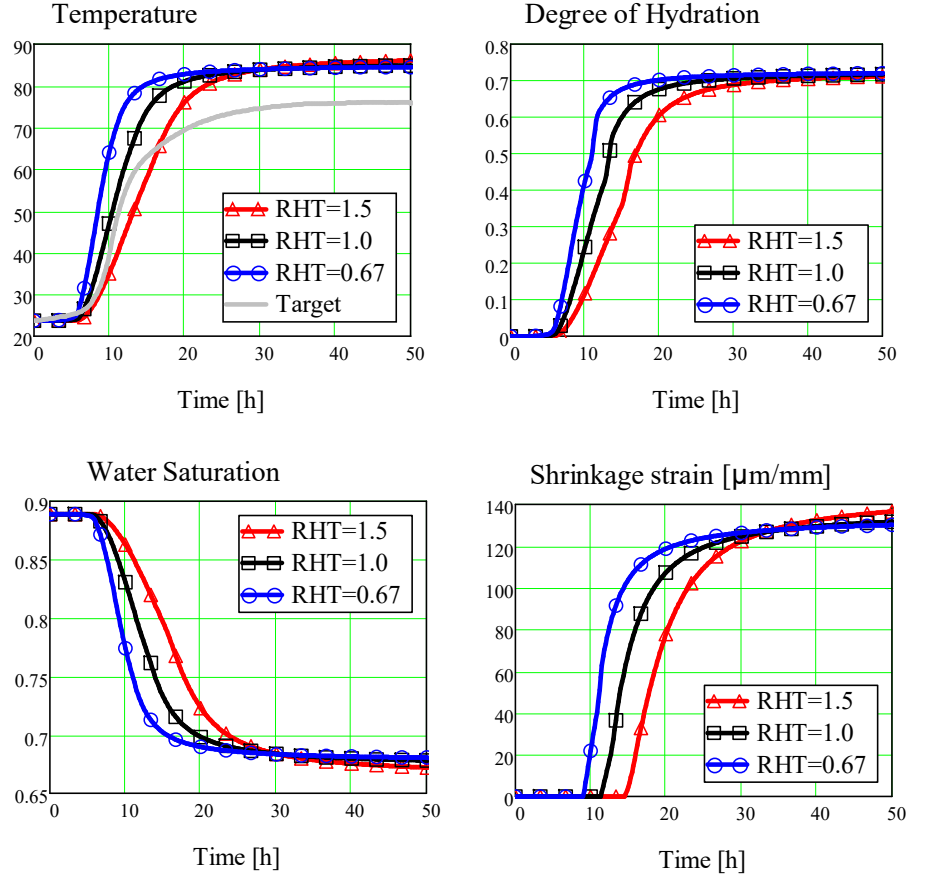 Temperature
90
80
70
60
50
40
30
20
0 10 20 30 40 50
RHT=1.5
RHT=1.0
RHT=0.67
Target
Time [h]
Degree of Hydration
0.8
0.7
0.6
0.5
0.4
0.3
0.2
0.1
0
0 10 20 30 40 50
RHT=1.5
RHT=1.0
RHT=0.67
Time [h]
Water Saturation
0.9
0.85
0.8
0.75
0.7
0.65
0 10 20 30 40 50
RHT=1.5
RHT=1.0
RHT=0.67
Time [h]
Shrinkage strain [μm/mm]
140
120
100
80
60
40
20
0
0 10 20 30 40 50
RHT=1.5
RHT=1.0
RHT=0.67
Time [h]